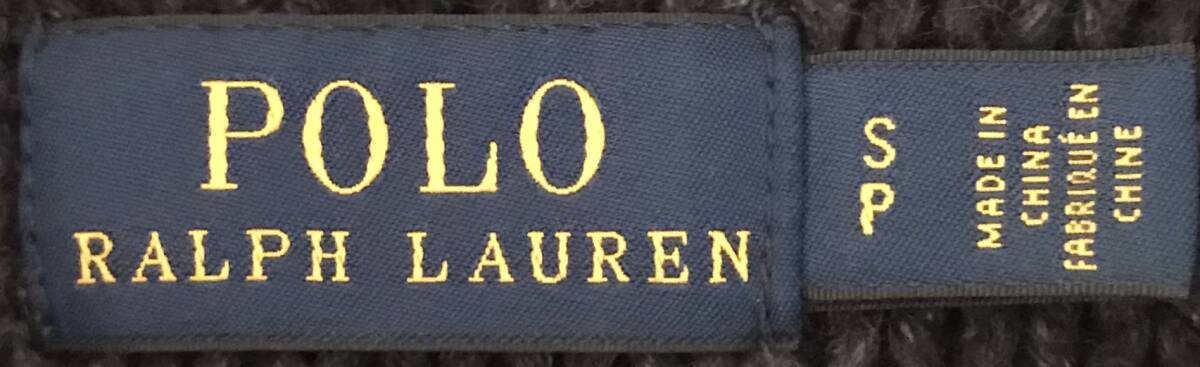 POLO
RALPH LAUREN
S
P
MADE IN
CHINA
FABRIQUÉ EN
CHINE